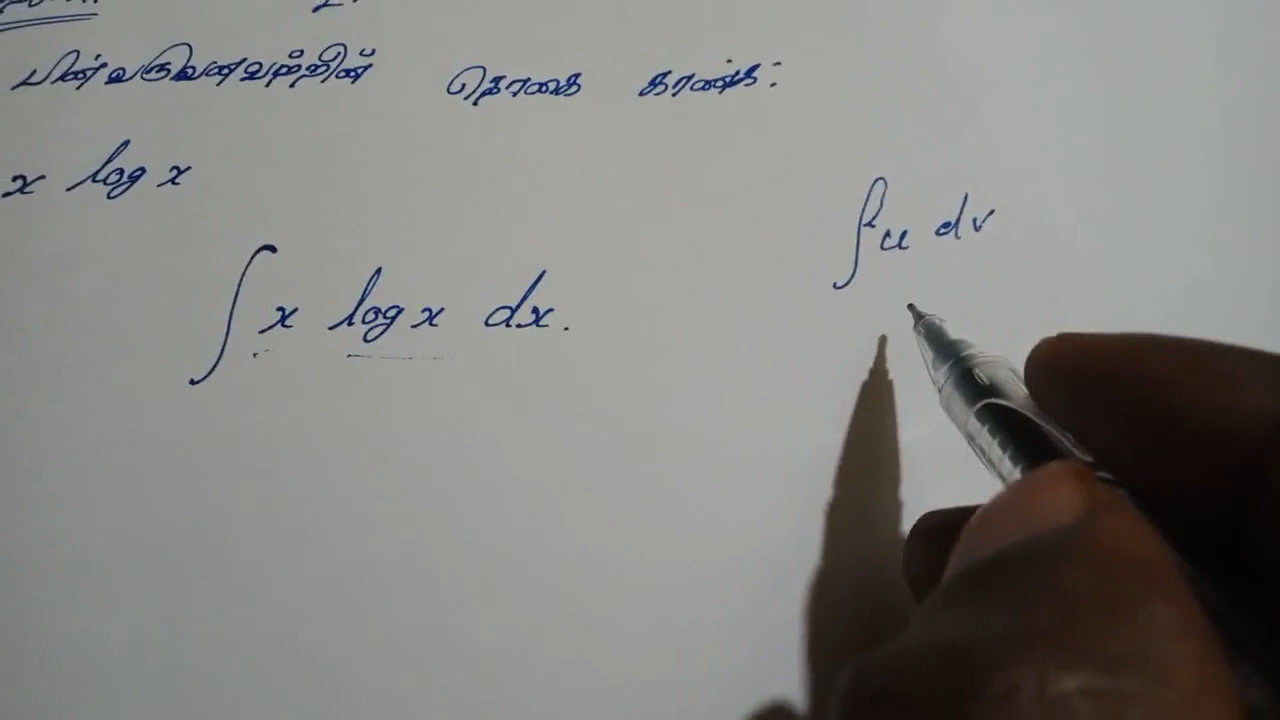 பின்வருவனவற்றின் தொகை காண்க:
x log x
∫ u dv
∫ x log x dx.